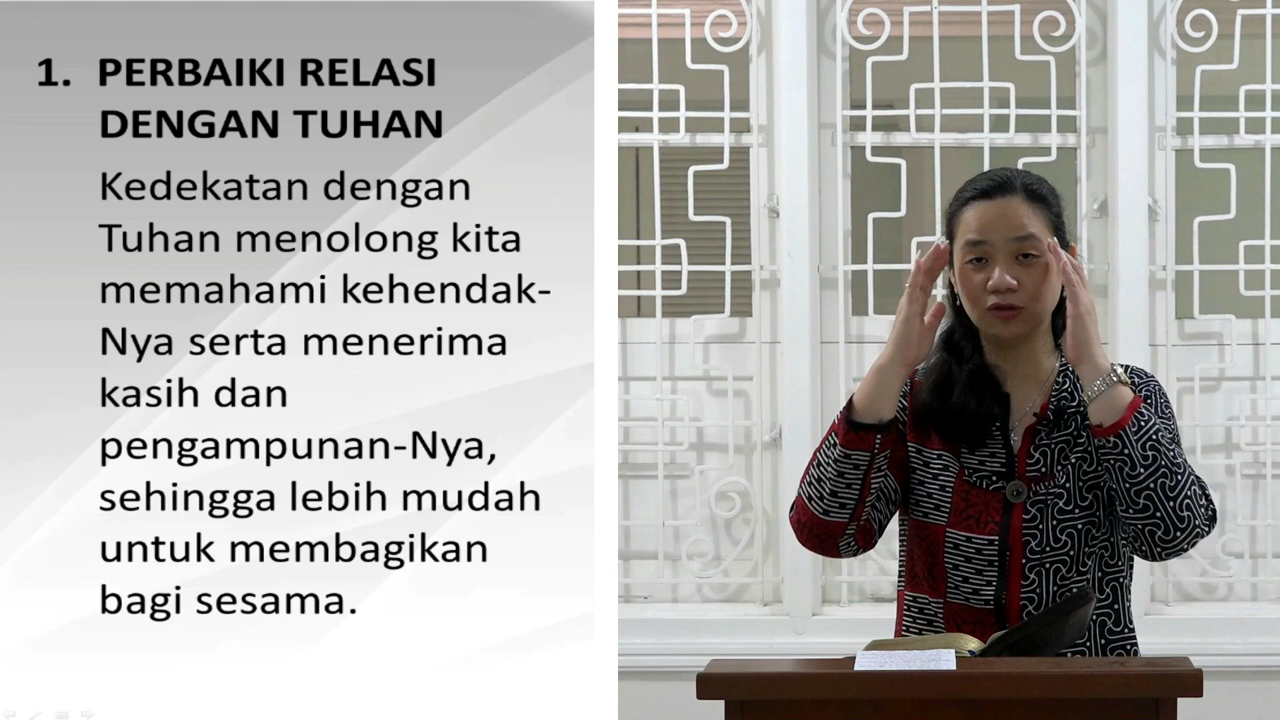 1. PERBAIKI RELASI
DENGAN TUHAN
Kedekatan dengan
Tuhan menolong kita
memahami kehendak-
Nya serta menerima
kasih dan
pengampunan-Nya,
sehingga lebih mudah
untuk membagikan
bagi sesama.